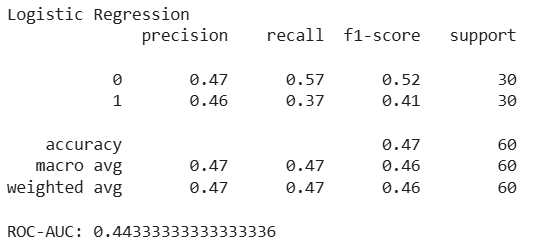 Logistic Regression
precision recall f1-score support
0 0.47 0.57 0.52 30
1 0.46 0.37 0.41 30
accuracy 0.47 60
macro avg 0.47 0.47 0.46 60
weighted avg 0.47 0.47 0.46 60
ROC-AUC: 0.44333333333333336